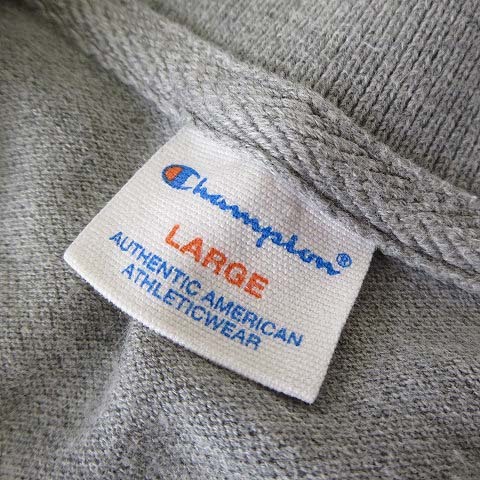 Champion®
LARGE
AUTHENTIC AMERICAN
ATHLETICWEAR